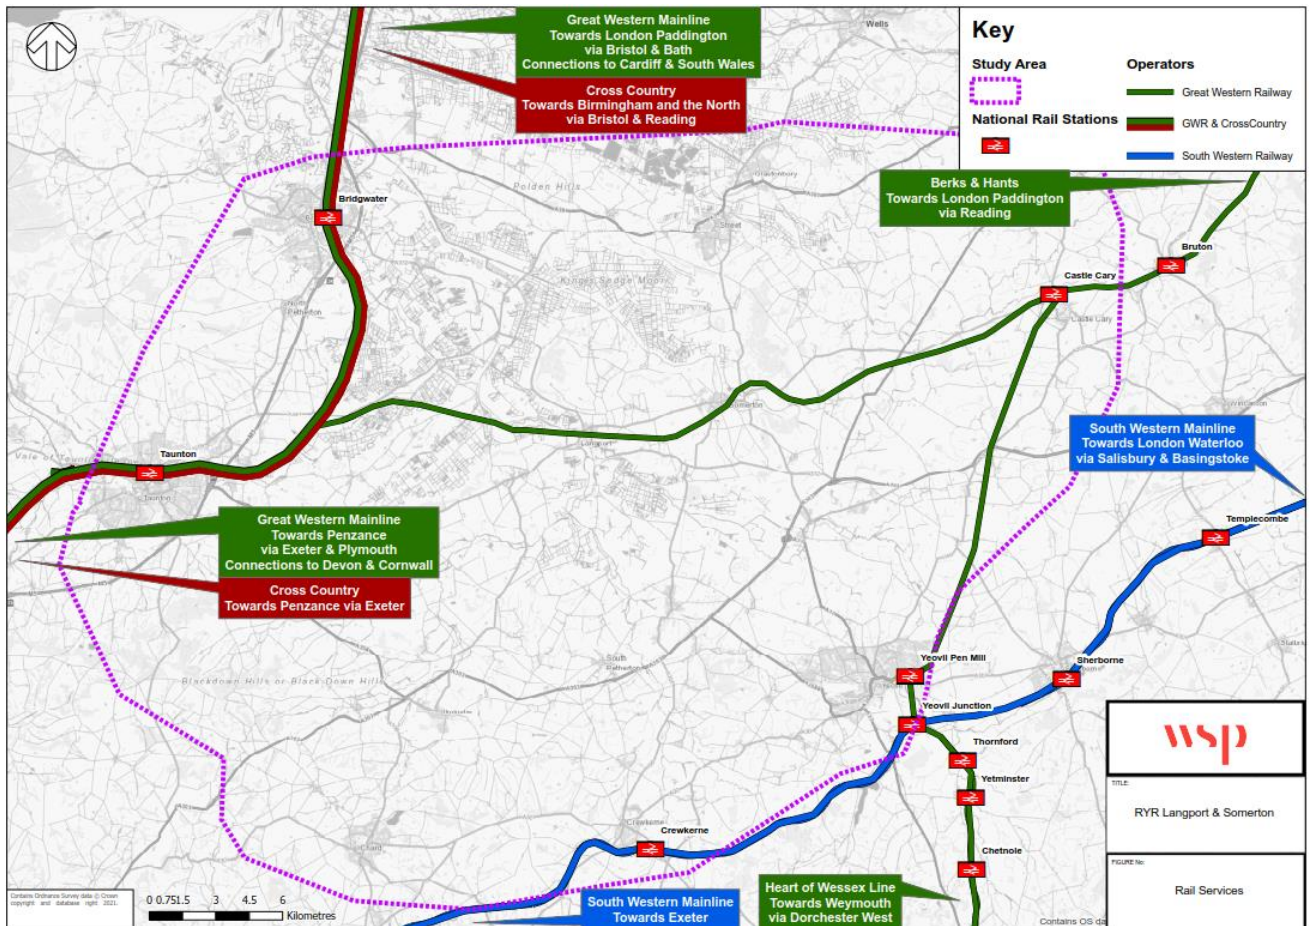 Great Western Mainline
Towards London Paddington
via Bristol & Bath
Connections to Cardiff & South Wales
Cross Country
Towards Birmingham and the North
via Bristol & Reading
Wells
Key
Study Area
National Rail Stations
Operators
Great Western Railway
GWR & CrossCountry
South Western Railway
Berks & Hants
Towards London Paddington
via Reading
Glastonbury
Polden Hills
Bridgwater
Street
Bruton
Castle Cary
Castle Cary
Kings Sedge Moor
North
Petherton
Somerton
Langport
South Western Mainline
Towards London Waterloo
via Salisbury & Basingstoke
Taunton
Taunton
Templecombe
Great Western Mainline
Towards Penzance
via Exeter & Plymouth
Connections to Devon & Cornwall
Cross Country
Towards Penzance via Exeter
South
Petherton
Blackdown Hills or Black Down Hills
Yeovil Pen Mill
Sherborne
Yeovil Junction
Thornford
Yetminster
Chetnole
Crewkerne
Crewkerne
Chard
wsp
TITLE:
RYR Langport & Somerton
FIGURE No:
Rail Services
Heart of Wessex Line
Towards Weymouth
via Dorchester West
South Western Mainline
Towards Exeter
Contains Ordnance Survey data © Crown
copyright and database right 2021.
0 0.751.5 3 4.5 6
Kilometres
Contains OS da